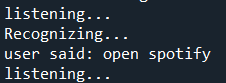 listening...
Recognizing...
user said: open spotify
listening...